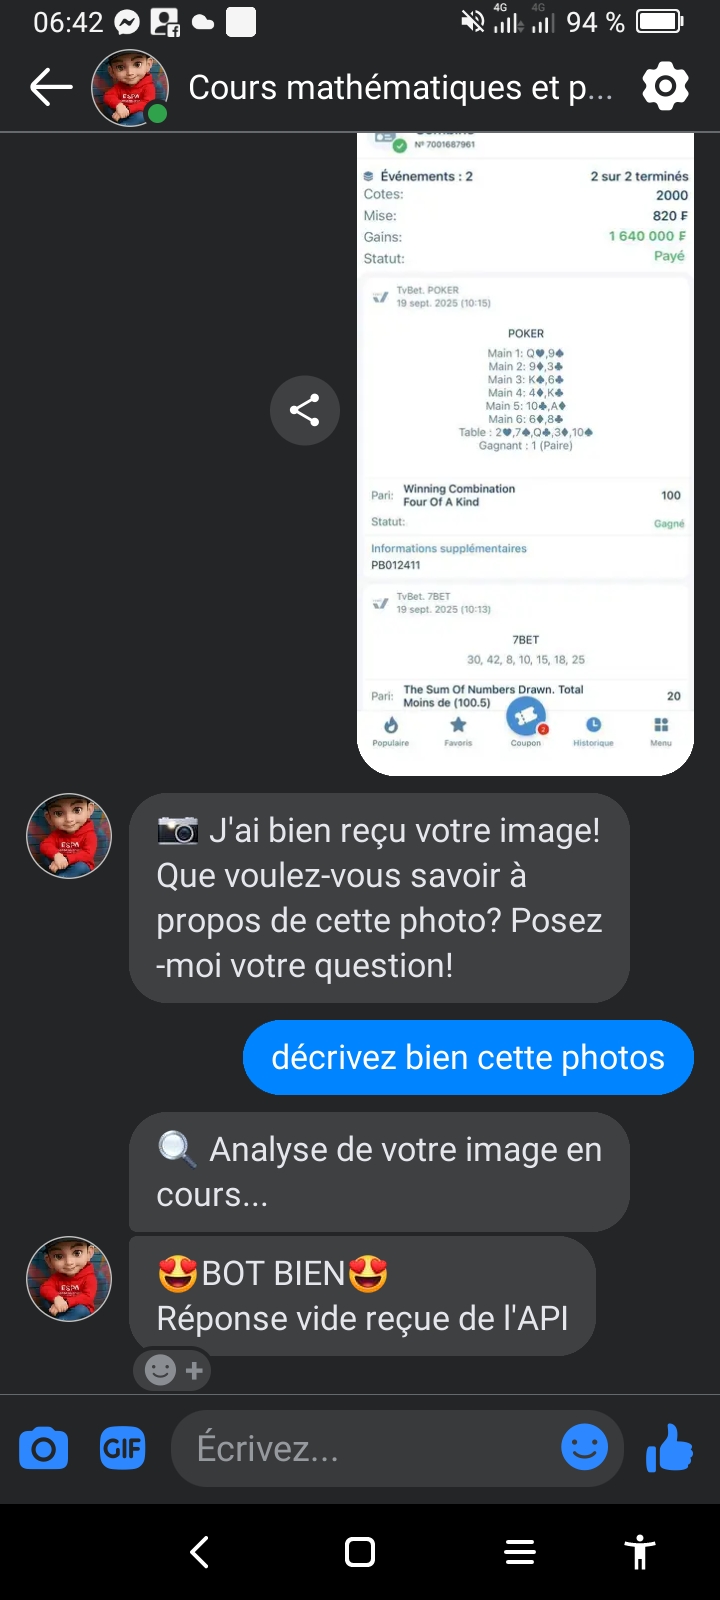 06:42
4G 4G 94 %
Cours mathématiques et p...
Nº 7001687961
Événements : 2 2 sur 2 terminés
Cotes: 2000
Mise: 820 ₣
Gains: 1 640 000 ₣
Statut: Payé
TvBet. POKER
19 sept. 2025 (10:15)
POKER
Main 1: Q♥,9♠
Main 2: 9♦,3♣
Main 3: K♠,6♣
Main 4: 4♦,K♣
Main 5: 10♣,A♦
Main 6: 6♦,8♣
Table : 2♥,7♠,Q♣,3♦,10♠
Gagnant : 1 (Paire)
Pari: Winning Combination 100
Four Of A Kind
Statut: Gagné
Informations supplémentaires
PB012411
TvBet. 7BET
19 sept. 2025 (10:13)
7BET
30, 42, 8, 10, 15, 18, 25
Pari: The Sum Of Numbers Drawn. Total 20
Moins de (100.5)
2
Populaire Favoris Coupon Historique Menu
📷 J'ai bien reçu votre image!
Que voulez-vous savoir à
propos de cette photo? Posez
-moi votre question!
décrivez bien cette photos
🔍 Analyse de votre image en
cours...
😍BOT BIEN😍
Réponse vide reçue de l'API
GIF
Écrivez...